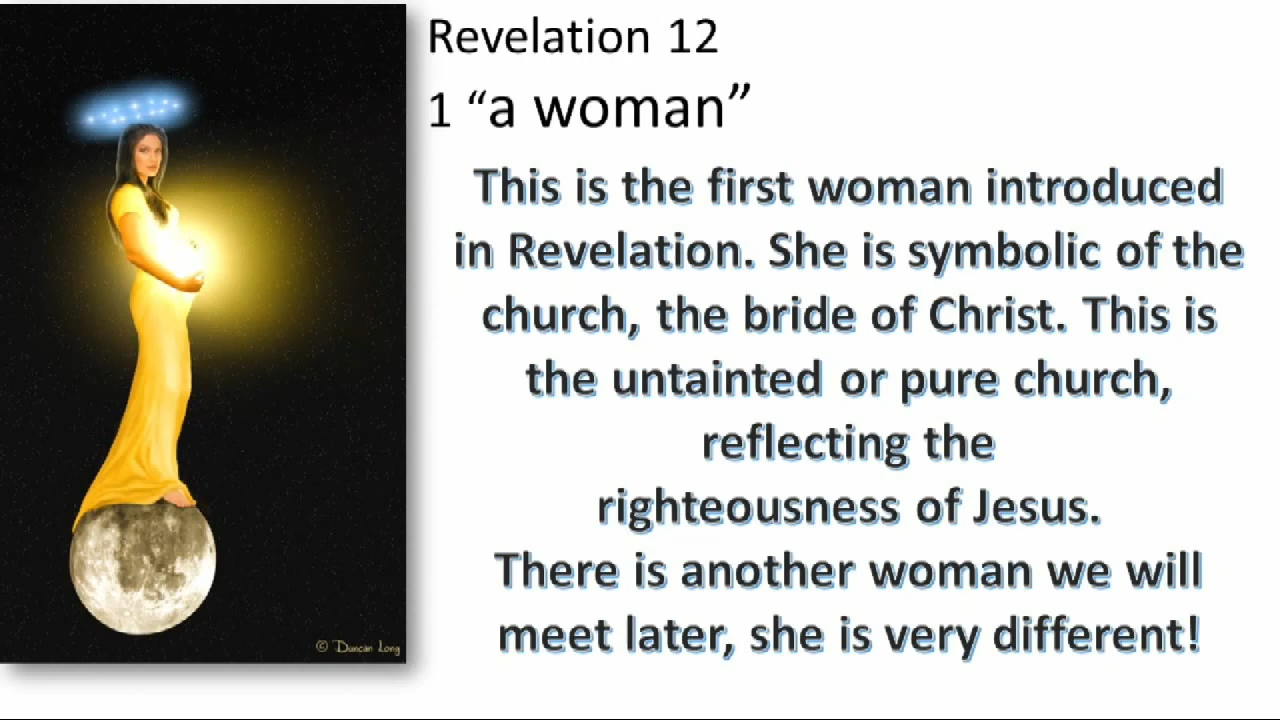 Revelation 12
1 “a woman”
This is the first woman introduced
in Revelation. She is symbolic of the
church, the bride of Christ. This is
the untainted or pure church,
reflecting the
righteousness of Jesus.
There is another woman we will
meet later, she is very different!
© Duncan Long